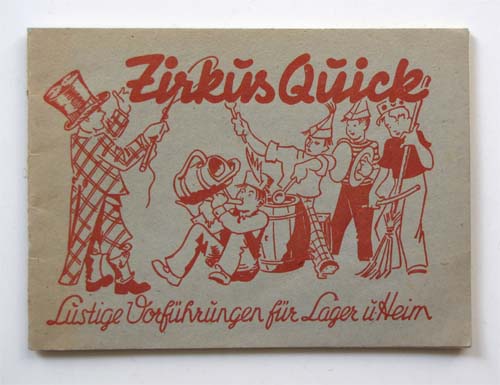 Zirkus Quick
Lustige Vorführungen für Lager u. Heim